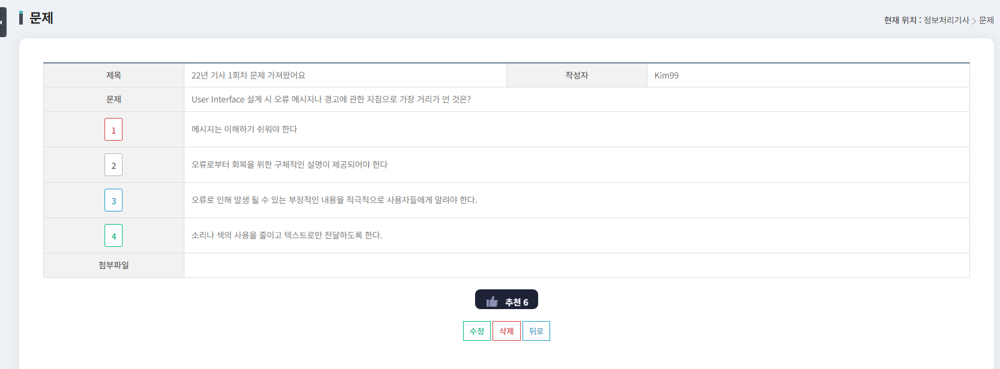 문제
현재 위치 : 정보처리기사 > 문제
제목 22년 기사 1회차 문제 가져왔어요 작성자 Kim99
문제 User Interface 설계 시 오류 메시지나 경고에 관한 지침으로 가장 거리가 먼 것은?
1 메시지는 이해하기 쉬워야 한다
2 오류로부터 회복을 위한 구체적인 설명이 제공되어야 한다
3 오류로 인해 발생 될 수 있는 부정적인 내용을 적극적으로 사용자들에게 알려야 한다.
4 소리나 색의 사용을 줄이고 텍스트로만 전달하도록 한다.
첨부파일
추천 6
수정 삭제 뒤로